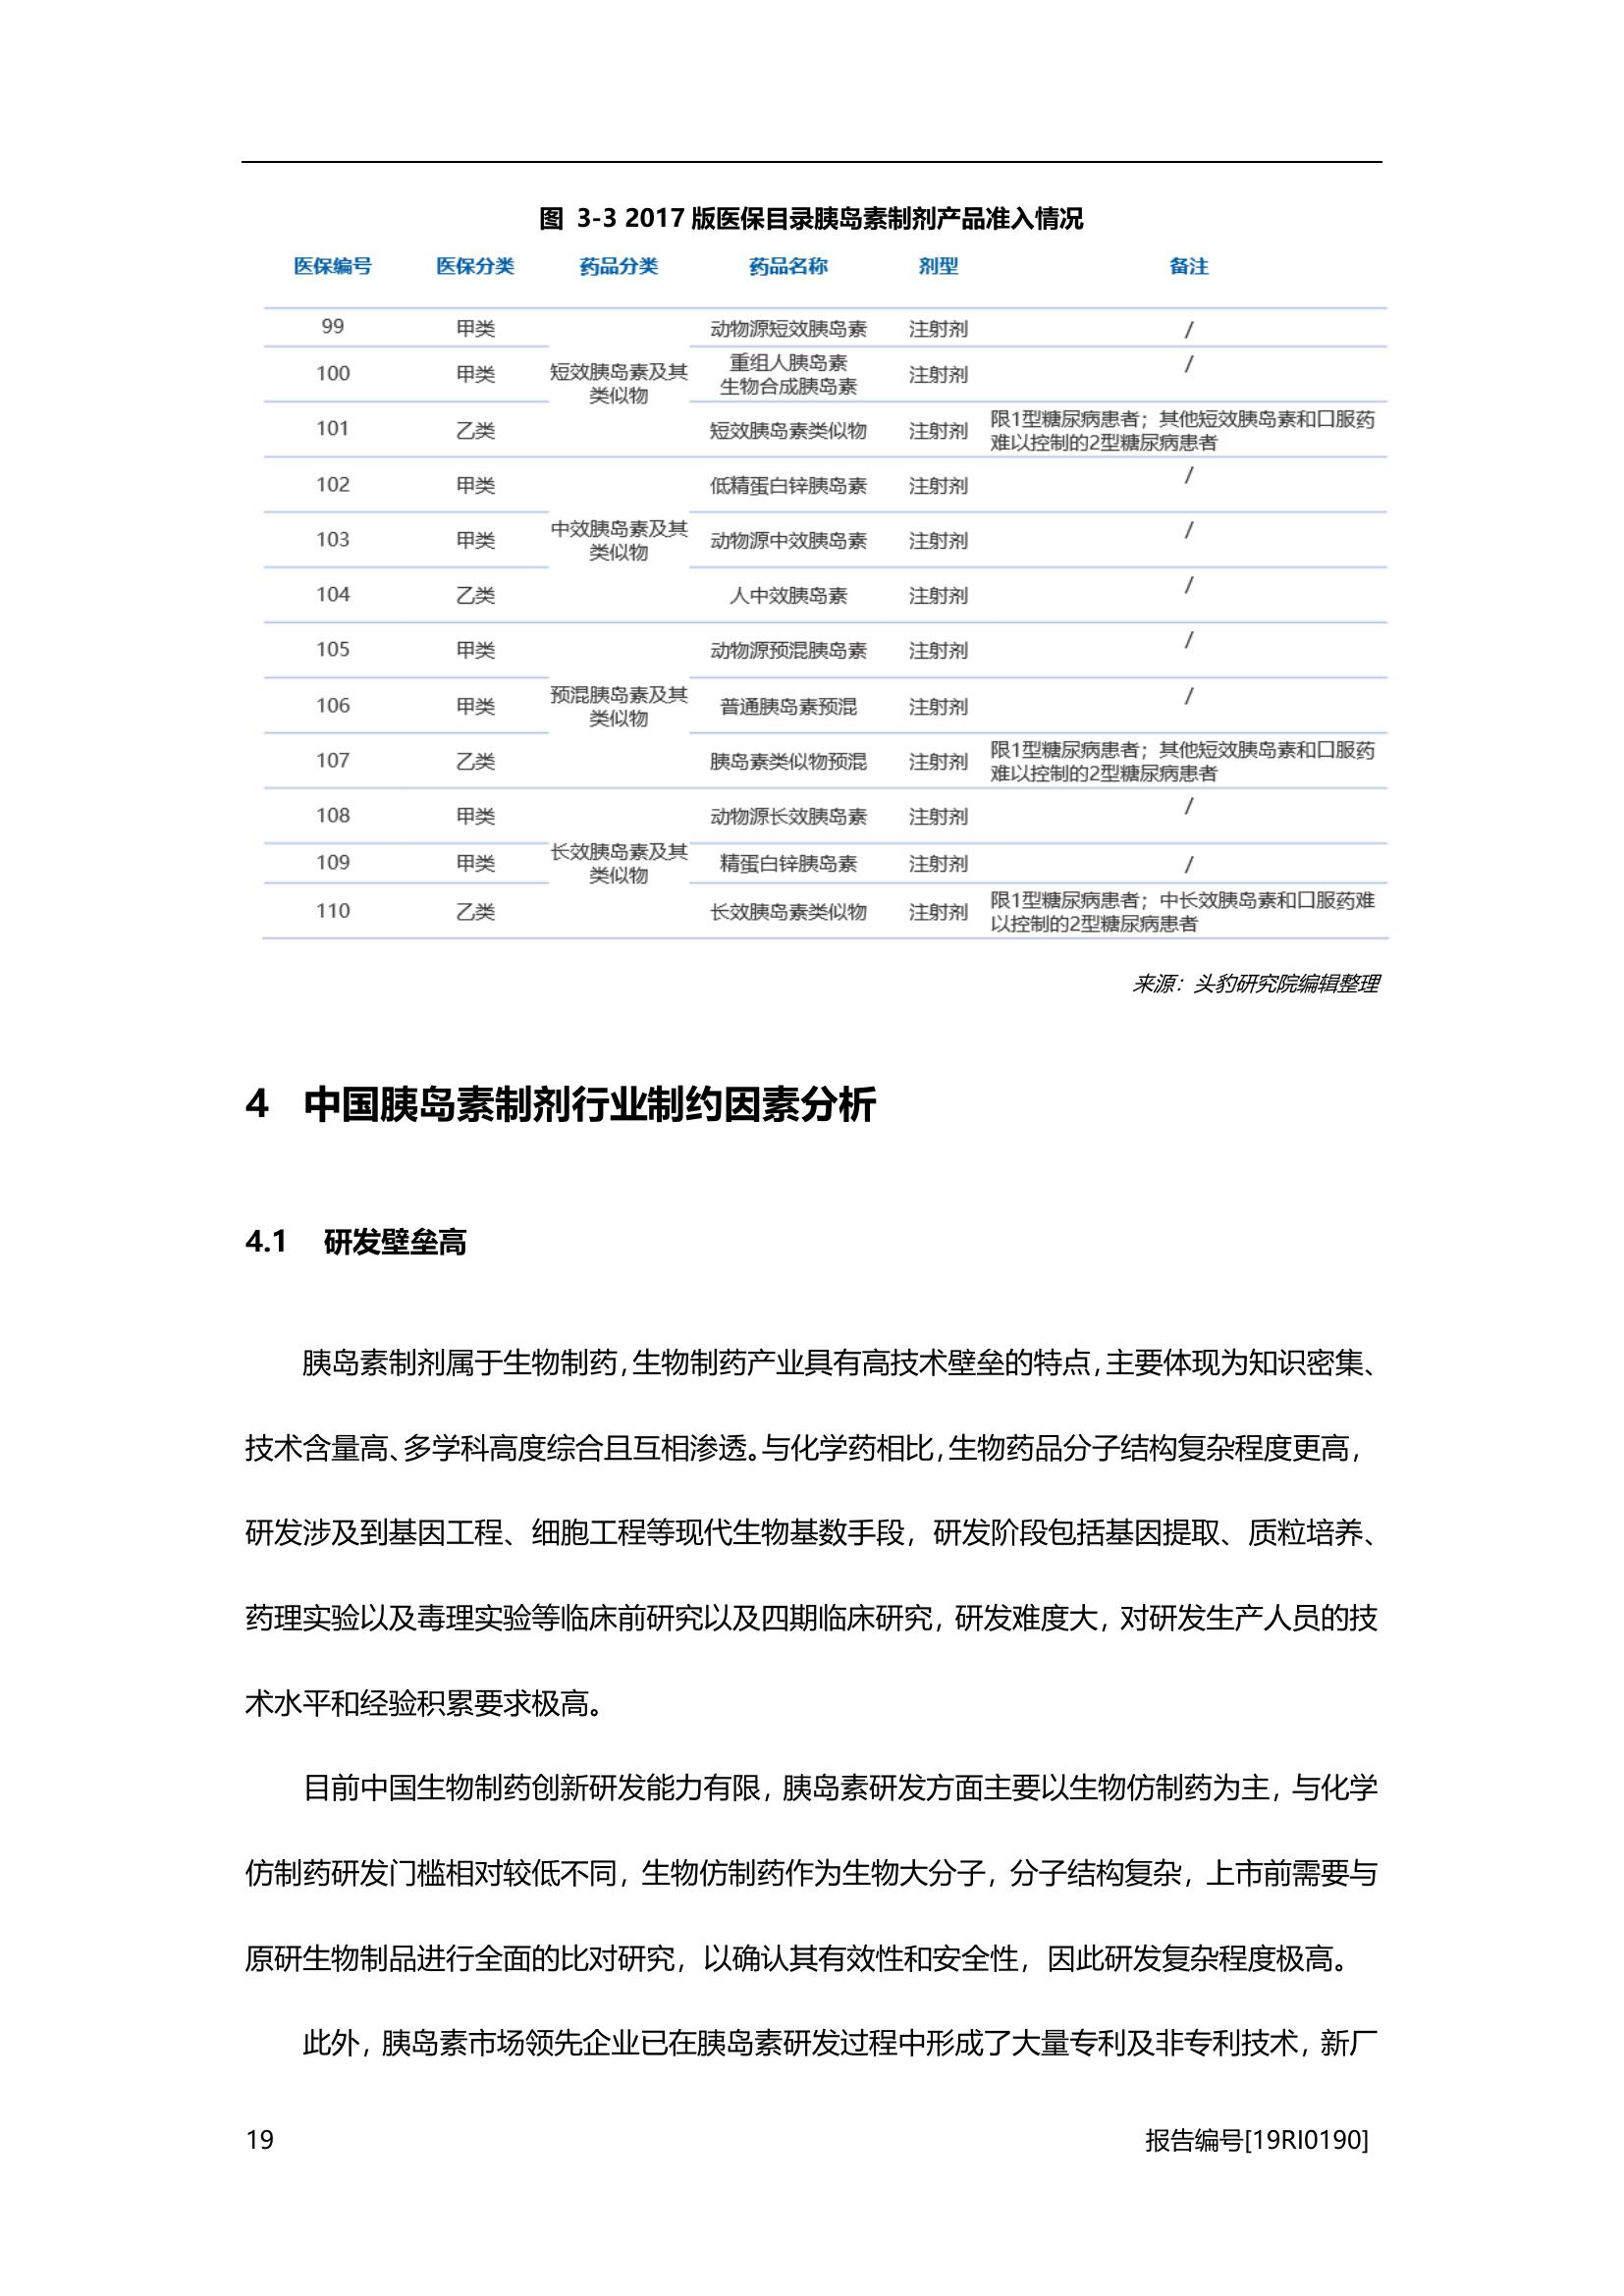 图 3-3 2017 版医保目录胰岛素制剂产品准入情况
医保编号 医保分类 药品分类 药品名称 剂型 备注
99 甲类 动物源短效胰岛素 注射剂 /
100 甲类 短效胰岛素及其类似物 重组人胰岛素 生物合成胰岛素 注射剂 /
101 乙类 短效胰岛素类似物 注射剂 限1型糖尿病患者；其他短效胰岛素和口服药难以控制的2型糖尿病患者
102 甲类 低精蛋白锌胰岛素 注射剂 /
103 甲类 中效胰岛素及其类似物 动物源中效胰岛素 注射剂 /
104 乙类 人中效胰岛素 注射剂 /
105 甲类 动物源预混胰岛素 注射剂 /
106 甲类 预混胰岛素及其类似物 普通胰岛素预混 注射剂 /
107 乙类 胰岛素类似物预混 注射剂 限1型糖尿病患者；其他短效胰岛素和口服药难以控制的2型糖尿病患者
108 甲类 动物源长效胰岛素 注射剂 /
109 甲类 长效胰岛素及其类似物 精蛋白锌胰岛素 注射剂 /
110 乙类 长效胰岛素类似物 注射剂 限1型糖尿病患者；中长效胰岛素和口服药难以控制的2型糖尿病患者
来源：头豹研究院编辑整理
4 中国胰岛素制剂行业制约因素分析
4.1 研发壁垒高
胰岛素制剂属于生物制药，生物制药产业具有高技术壁垒的特点，主要体现为知识密集、
技术含量高、多学科高度综合且互相渗透。与化学药相比，生物药品分子结构复杂程度更高，
研发涉及到基因工程、细胞工程等现代生物基数手段，研发阶段包括基因提取、质粒培养、
药理实验以及毒理实验等临床前研究以及四期临床研究，研发难度大，对研发生产人员的技
术水平和经验积累要求极高。
目前中国生物制药创新研发能力有限，胰岛素研发方面主要以生物仿制药为主，与化学
仿制药研发门槛相对较低不同，生物仿制药作为生物大分子，分子结构复杂，上市前需要与
原研生物制品进行全面的比对研究，以确认其有效性和安全性，因此研发复杂程度极高。
此外，胰岛素市场领先企业已在胰岛素研发过程中形成了大量专利及非专利技术，新厂
19 报告编号[19RI0190]